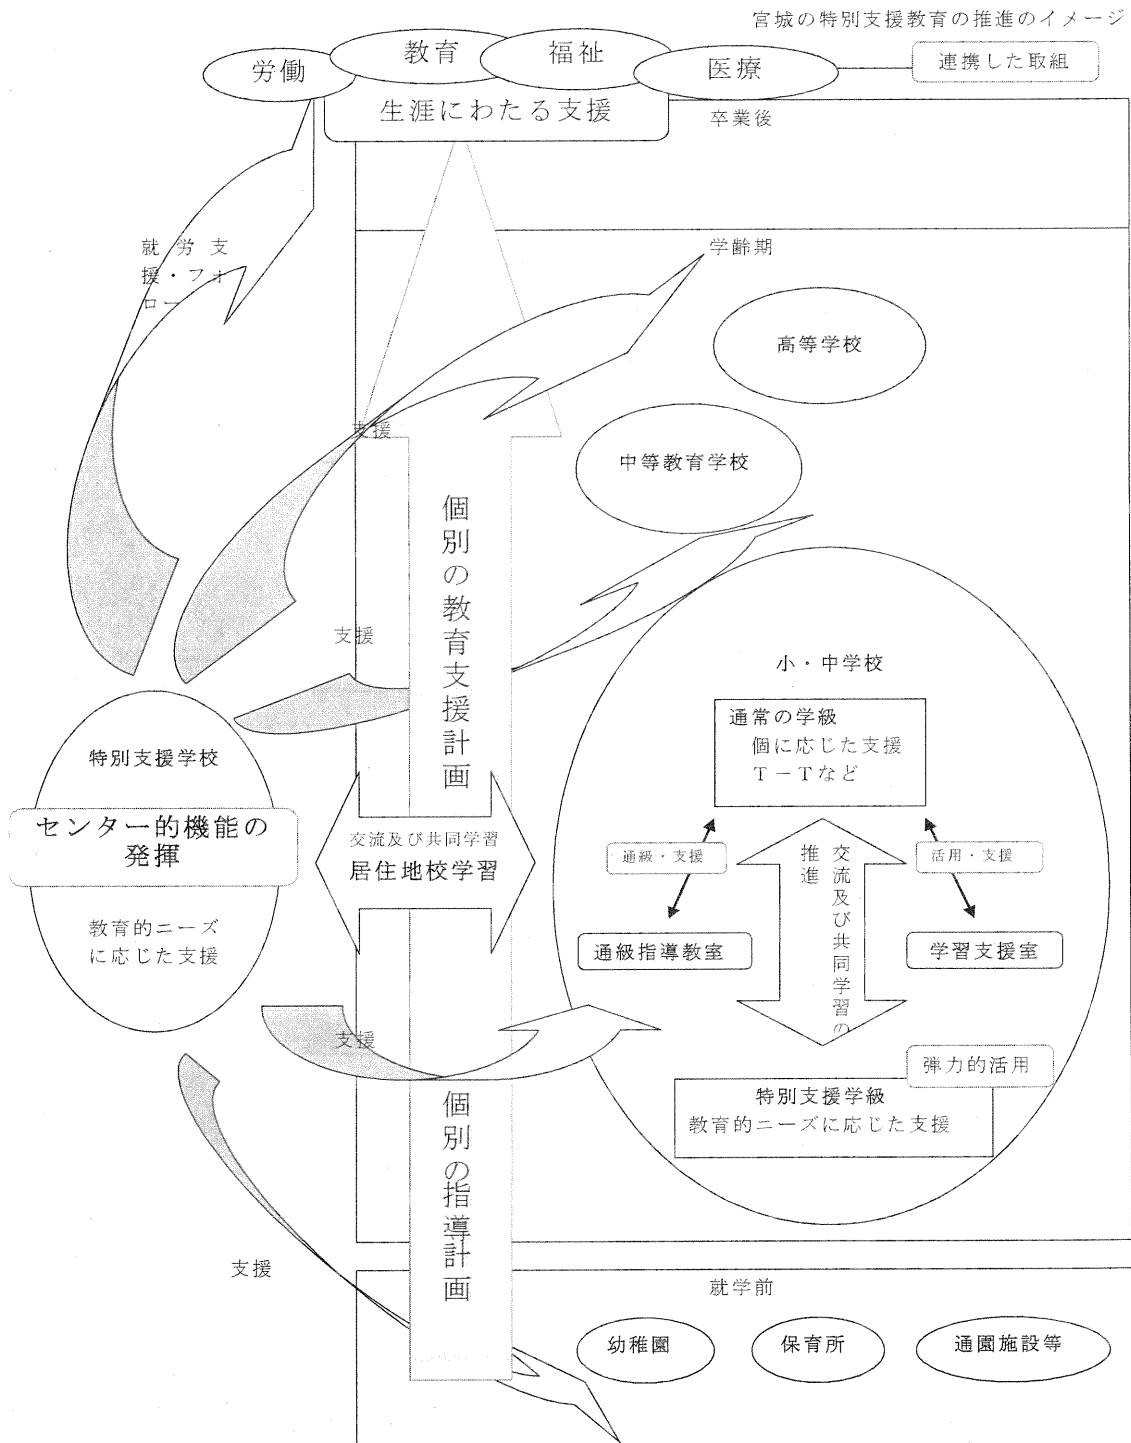 宮城の特別支援教育の推進のイメージ
労働
教育
福祉
医療
連携した取組
生涯にわたる支援
卒業後
就労支
援・フォ
ロー
学齢期
高等学校
支援
中等教育学校
個別の教育支援計画
支援
小・中学校
通常の学級
個に応じた支援
T-Tなど
特別支援学校
センター的機能の
発揮
教育的ニーズ
に応じた支援
交流及び共同学習
居住地校学習
通級・支援
交流及び共同学習の
推進
活用・支援
通級指導教室
学習支援室
支援
弾力的活用
特別支援学級
教育的ニーズに応じた支援
個別の指導計画
支援
就学前
幼稚園
保育所
通園施設等